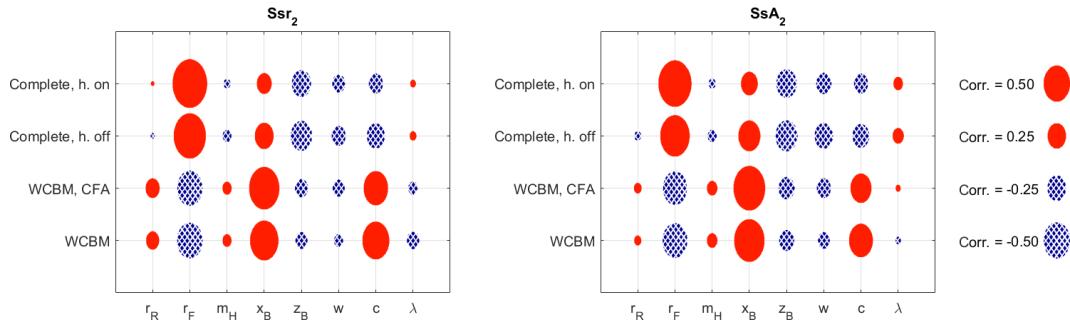 Ssr2
Complete, h. on
Complete, h. off
WCBM, CFA
WCBM
rR rF mH xB zB w c λ
SsA2
Complete, h. on
Complete, h. off
WCBM, CFA
WCBM
rR rF mH xB zB w c λ
Corr. = 0.50
Corr. = 0.25
Corr. = -0.25
Corr. = -0.50